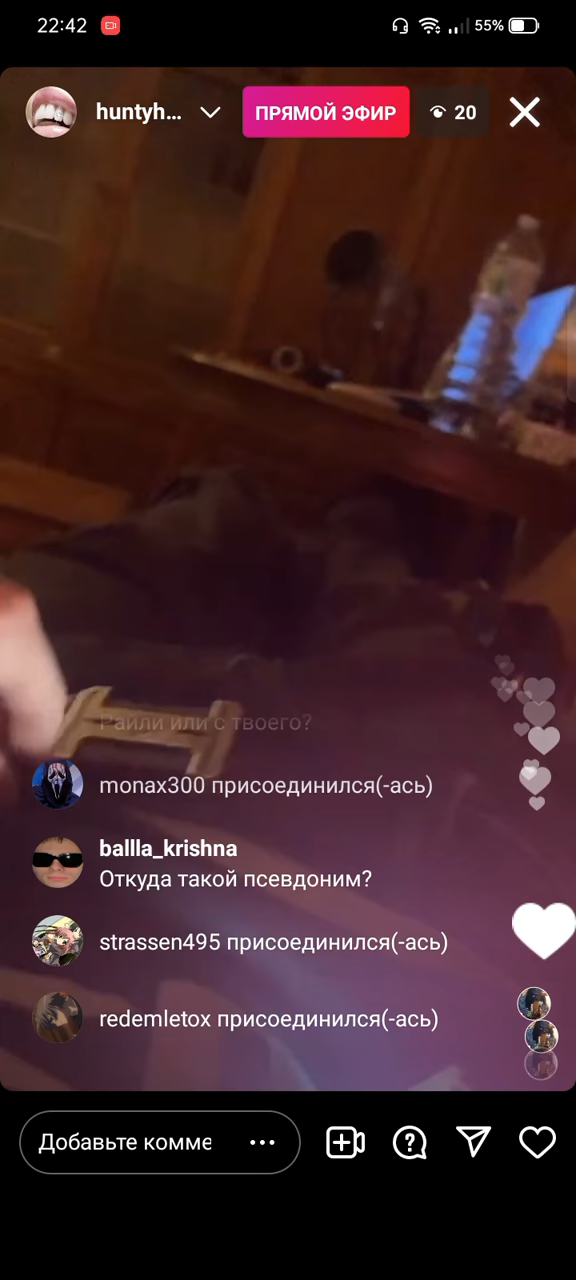 22:42
55%
huntyh...
ПРЯМОЙ ЭФИР
20
Райли или с твоего?
monax300 присоединился(-ась)
ballla_krishna
Откуда такой псевдоним?
strassen495 присоединился(-ась)
redemletox присоединился(-ась)
Добавьте комме